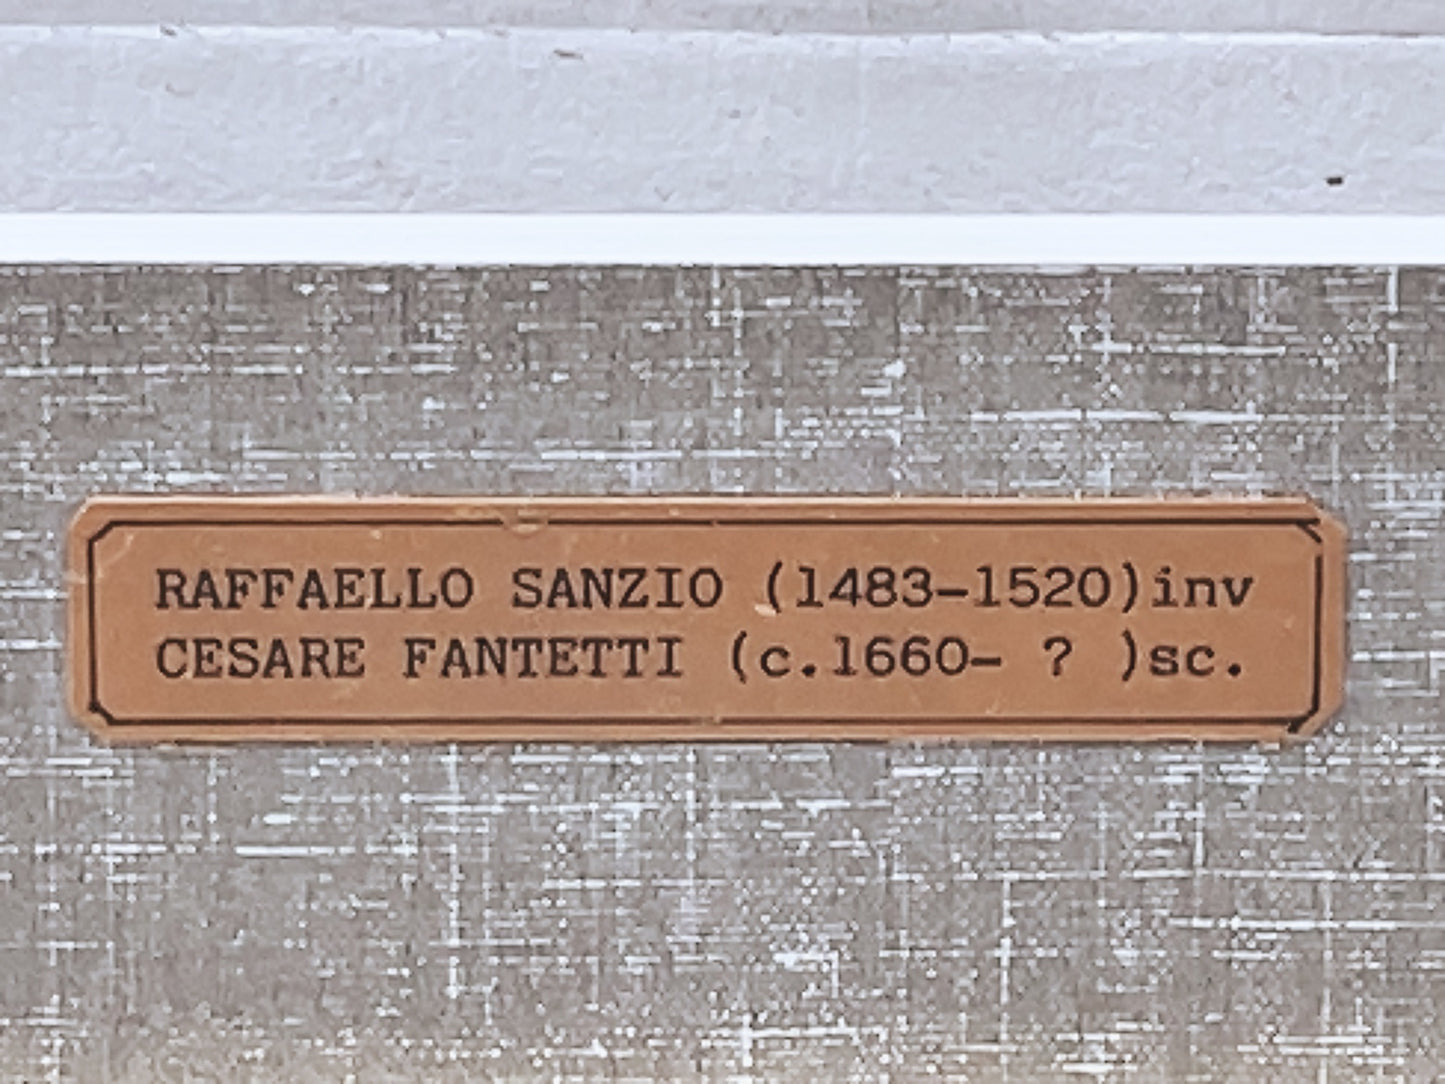 RAFFAELLO SANZIO (1483-1520)inv
CESARE FANTETTI (c.1660- ? )sc.